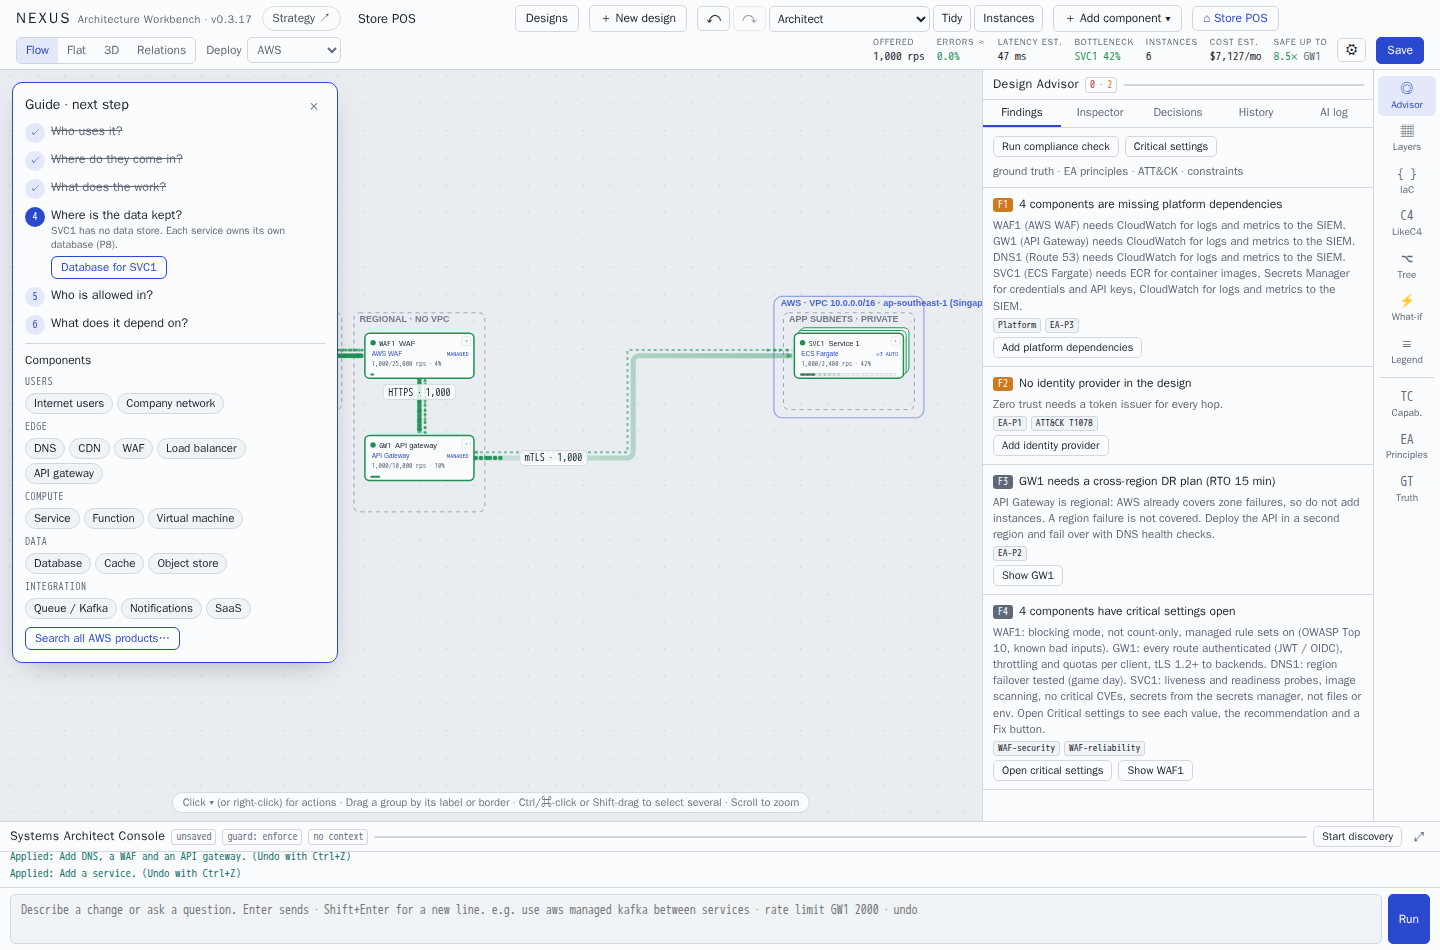 NEXUS Architecture Workbench · v0.3.17 Strategy ↗ Store POS Designs + New design Architect Tidy Instances + Add component ▾ ⌂ Store POS
Flow Flat 3D Relations Deploy AWS
OFFERED ERRORS ≈ LATENCY EST. BOTTLENECK INSTANCES COST EST. SAFE UP TO
1,000 rps 0.0% 47 ms SVC1 42% 6 $7,127/mo 8.5× GW1
Save
Guide · next step ×
✓ Who uses it?
✓ Where do they come in?
✓ What does the work?
4 Where is the data kept?
SVC1 has no data store. Each service owns its own
database (P8).
Database for SVC1
5 Who is allowed in?
6 What does it depend on?
Components
USERS
Internet users Company network
EDGE
DNS CDN WAF Load balancer
API gateway
COMPUTE
Service Function Virtual machine
DATA
Database Cache Object store
INTEGRATION
Queue / Kafka Notifications SaaS
Search all AWS products···
REGIONAL · NO VPC
WAF1 WAF
AWS WAF MANAGED
1,000/25,000 rps · 4%
HTTPS · 1,000
GW1 API gateway
API Gateway MANAGED
1,000/10,000 rps · 10%
mTLS · 1,000
AWS · VPC 10.0.0.0/16 · ap-southeast-1 (Singap
APP SUBNETS · PRIVATE
SVC1 Service 1
ECS Fargate ×3 AUTO
1,000/2,400 rps · 42%
Click ▾ (or right-click) for actions · Drag a group by its label or border · Ctrl/⌘-click or Shift-drag to select several · Scroll to zoom
Design Advisor 0 · 2
Findings Inspector Decisions History AI log
Run compliance check Critical settings
ground truth · EA principles · ATT&CK · constraints
F1 4 components are missing platform dependencies
WAF1 (AWS WAF) needs CloudWatch for logs and metrics to the SIEM.
GW1 (API Gateway) needs CloudWatch for logs and metrics to the SIEM.
DNS1 (Route 53) needs CloudWatch for logs and metrics to the SIEM.
SVC1 (ECS Fargate) needs ECR for container images, Secrets Manager
for credentials and API keys, CloudWatch for logs and metrics to the
SIEM.
Platform EA-P3
Add platform dependencies
F2 No identity provider in the design
Zero trust needs a token issuer for every hop.
EA-P1 ATT&CK T1078
Add identity provider
F3 GW1 needs a cross-region DR plan (RTO 15 min)
API Gateway is regional: AWS already covers zone failures, so do not add
instances. A region failure is not covered. Deploy the API in a second
region and fail over with DNS health checks.
EA-P2
Show GW1
F4 4 components have critical settings open
WAF1: blocking mode, not count-only, managed rule sets on (OWASP Top
10, known bad inputs). GW1: every route authenticated (JWT / OIDC),
throttling and quotas per client, tLS 1.2+ to backends. DNS1: region
failover tested (game day). SVC1: liveness and readiness probes, image
scanning, no critical CVEs, secrets from the secrets manager, not files or
env. Open Critical settings to see each value, the recommendation and a
Fix button.
WAF-security WAF-reliability
Open critical settings Show WAF1
Advisor
Layers
{ }
IaC
C4
LikeC4
Tree
What-if
Legend
TC
Capab.
EA
Principles
GT
Truth
Systems Architect Console unsaved guard: enforce no context Start discovery
Applied: Add DNS, a WAF and an API gateway. (Undo with Ctrl+Z)
Applied: Add a service. (Undo with Ctrl+Z)
Describe a change or ask a question. Enter sends · Shift+Enter for a new line. e.g. use aws managed kafka between services · rate limit GW1 2000 · undo
Run